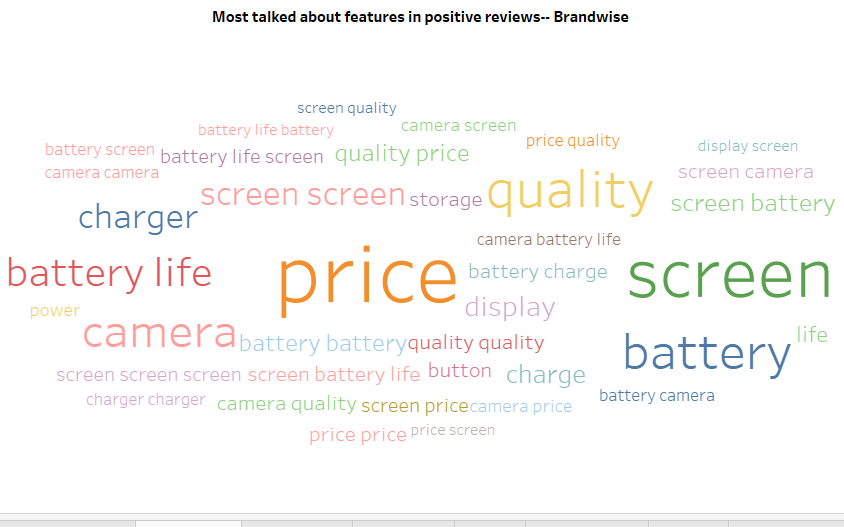 Most talked about features in positive reviews-- Brandwise
screen quality
battery life battery
camera screen
price quality
display screen
battery screen
battery life screen
quality price
camera camera
screen camera
screen screen
storage
quality
screen battery
charger
camera battery life
battery life
price
battery charge
screen
power
display
camera
battery battery
quality quality
battery
life
screen screen screen
screen battery life
button
charge
charger charger
camera quality
screen price
camera price
battery camera
price price
price screen